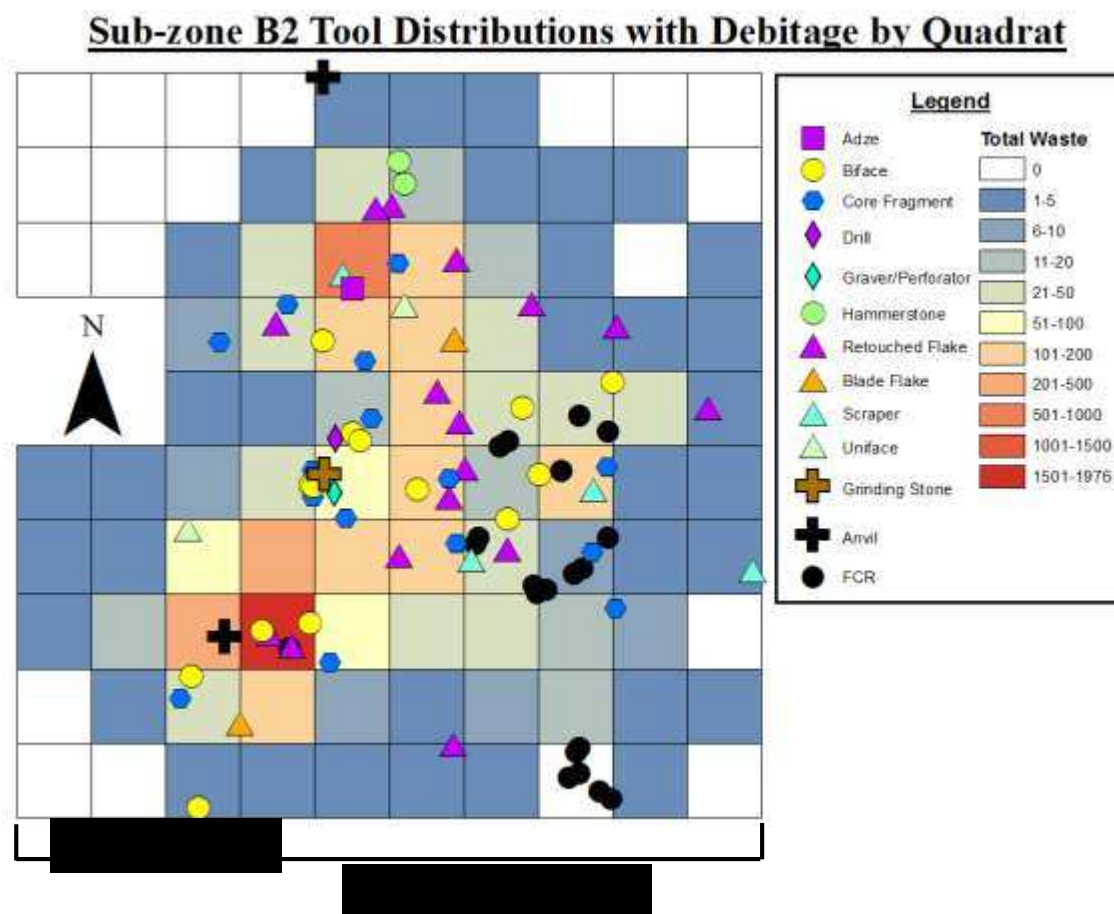 Sub-zone B2 Tool Distributions with Debitage by Quadrat
N
Legend
Adze
Biface
Core Fragment
Drill
Graver/Perforator
Hammerstone
Retouched Flake
Blade Flake
Scraper
Uniface
Grinding Stone
Anvil
FCR
Total Waste
0
1-5
6-10
11-20
21-50
51-100
101-200
201-500
501-1000
1001-1500
1501-1976